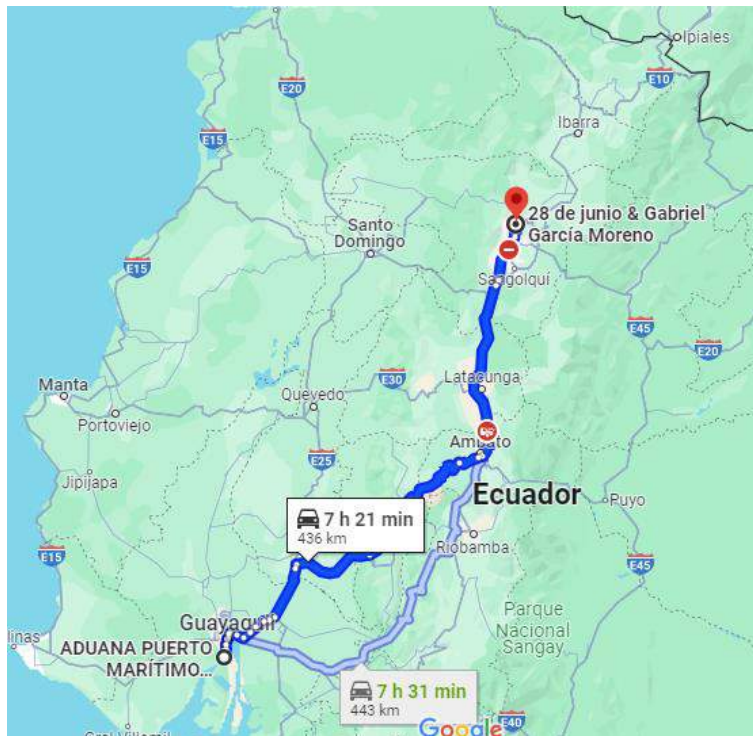 Ipiales
E10
E20
Ibarra
E15
28 de junio & Gabriel
García Moreno
Santo
Domingo
Sangolquí
E15
E45
E20
Latacunga
E30
Manta
Quevedo
Portoviejo
Ambato
E25
Jipijapa
Ecuador
Puyo
7 h 21 min
436 km
Riobamba
E15
E45
Parque
Nacional
Sangay
Guayaquil
linas
ADUANA PUERTO
MARÍTIMO...
7 h 31 min
443 km
Google
E40